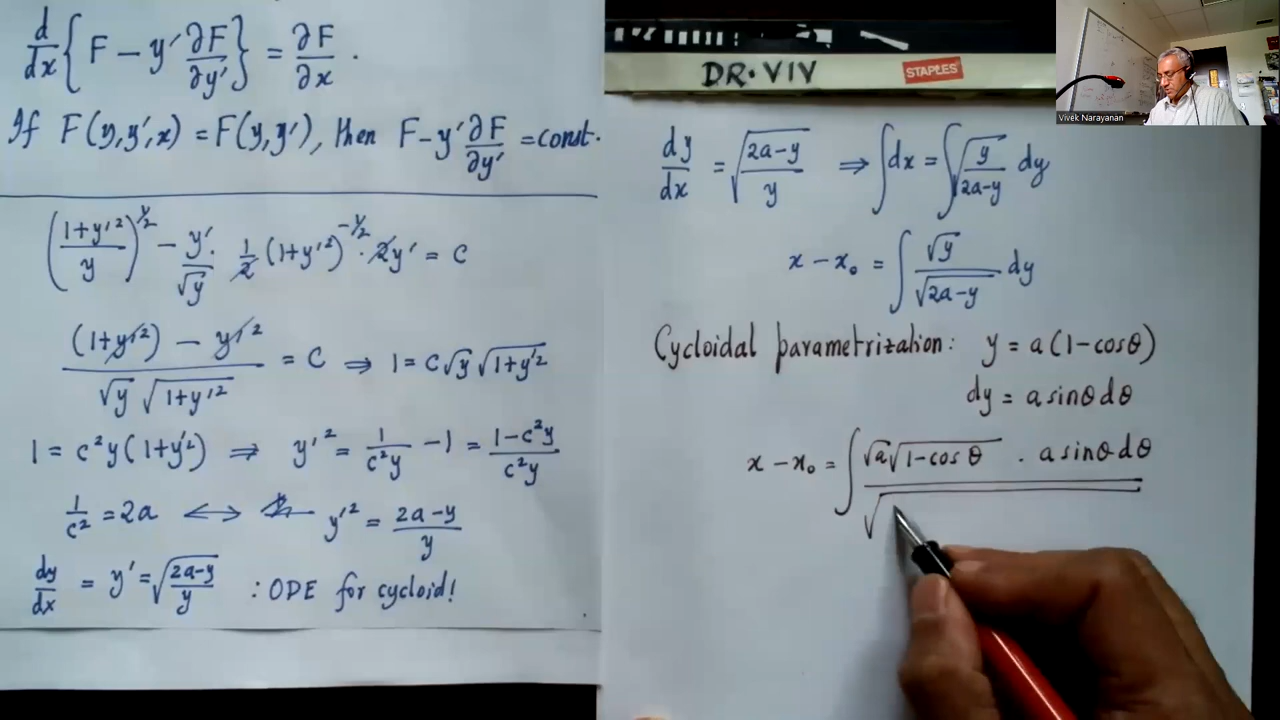 d/dx {F − y′ ∂F/∂y′} = ∂F/∂x .
If F(y,y′,x) = F(y,y′), then F − y′ ∂F/∂y′ = const.
((1+y′²)/y)^½ − y′/√y · 1/2 (1+y′²)^−½ · 2y′ = C
((1+y′²) − y′²)/(√y √(1+y′²)) = C ⇒ 1 = C√y √(1+y′²)
1 = c²y(1+y′²) ⇒ y′² = 1/(c²y) − 1 = (1−c²y)/(c²y)
1/c² = 2a ⟷ y′² = (2a−y)/y
dy/dx = y′ = √((2a−y)/y) : ODE for cycloid!
DR·VIV
STAPLES
Vivek Narayanan
dy/dx = √((2a−y)/y) ⇒ ∫dx = ∫√(y/(2a−y)) dy
x − x₀ = ∫ √y/√(2a−y) dy
Cycloidal parametrization: y = a(1−cosθ)
dy = a sinθ dθ
x − x₀ = ∫ √a √(1−cosθ) · a sinθ dθ
√